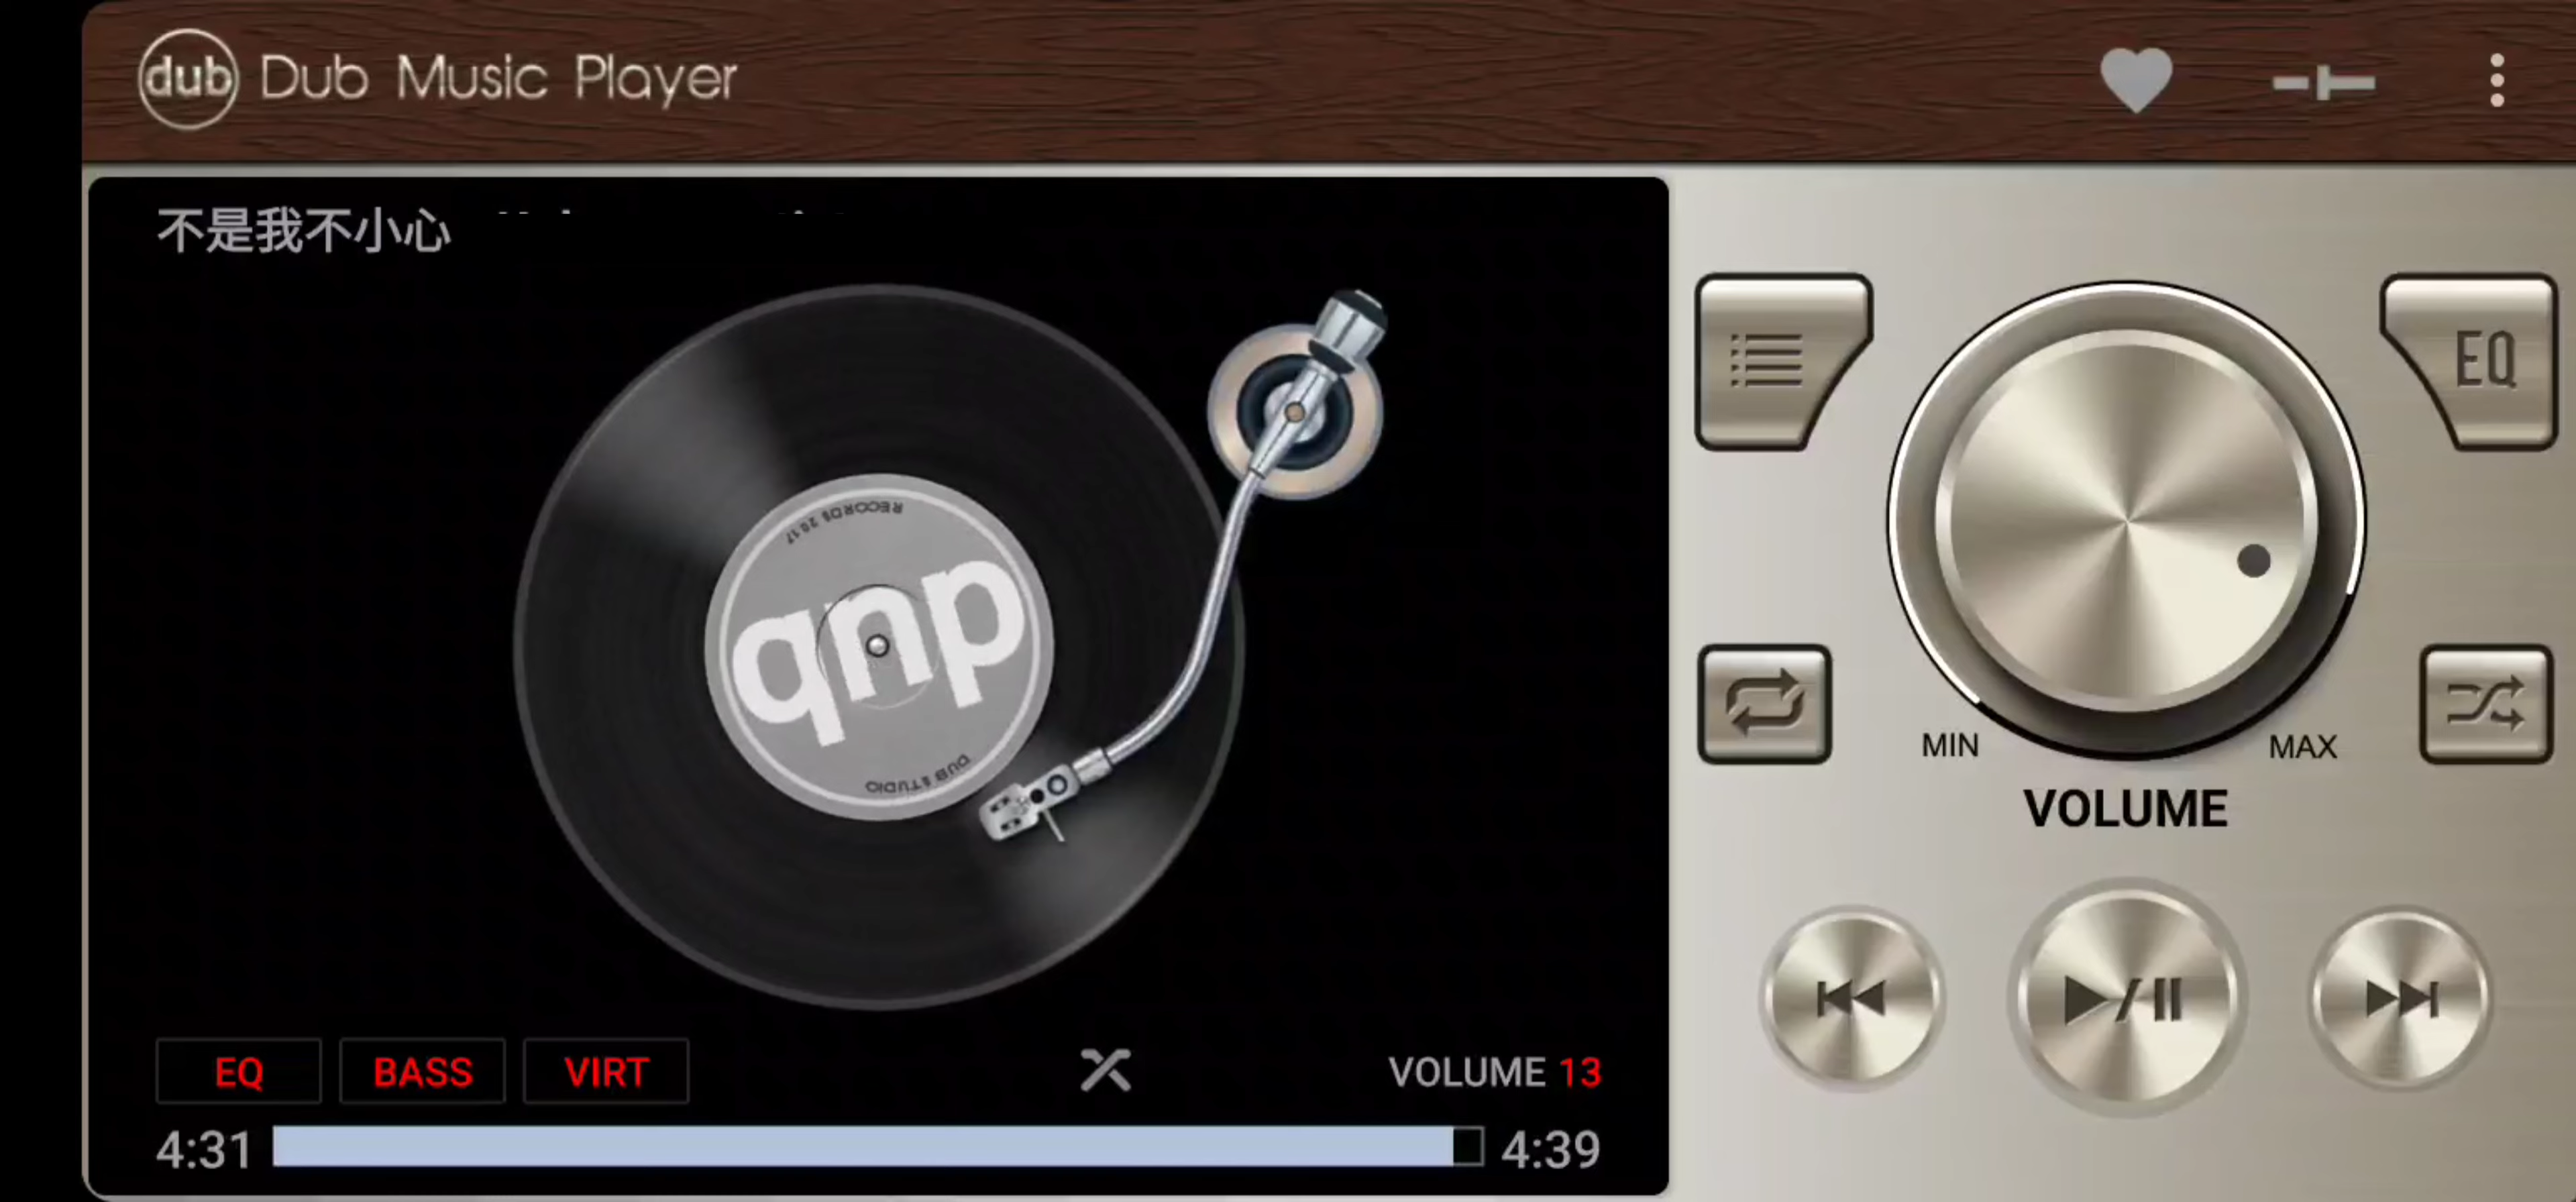 dub Dub Music Player
不是我不小心
RECORDS 2017
dub
DUB STUDIO
EQ BASS VIRT VOLUME 13
4:31 4:39
EQ
MIN MAX
VOLUME